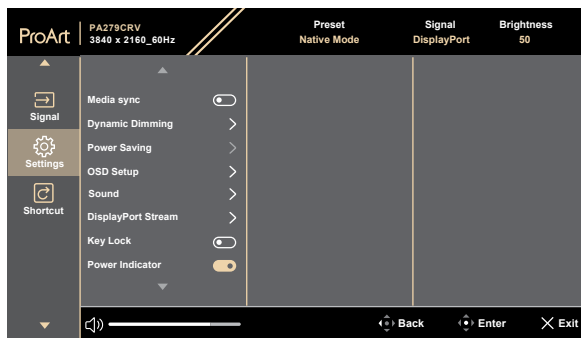 ProArt
PA279CRV
3840 x 2160_60Hz
Preset
Native Mode
Signal
DisplayPort
Brightness
50
Signal
Settings
Shortcut
Media sync
Dynamic Dimming
Power Saving
OSD Setup
Sound
DisplayPort Stream
Key Lock
Power Indicator
Back
Enter
Exit